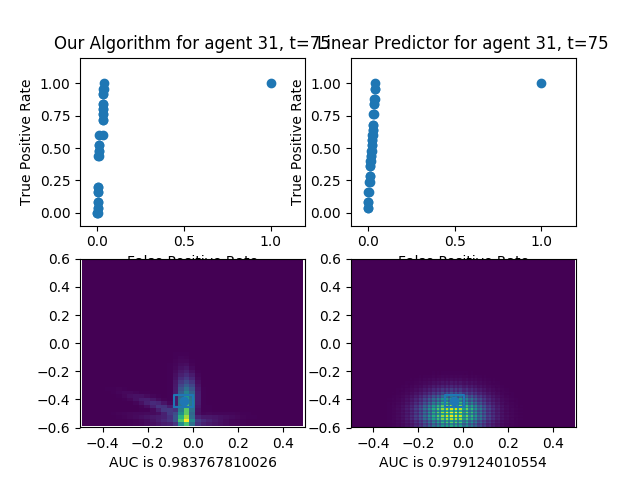 Our Algorithm for agent 31, t=75
Linear Predictor for agent 31, t=75
True Positive Rate
1.00
0.75
0.50
0.25
0.00
0.0 0.5 1.0
False Positive Rate
True Positive Rate
1.00
0.75
0.50
0.25
0.00
0.0 0.5 1.0
False Positive Rate
0.6
0.4
0.2
0.0
−0.2
−0.4
−0.6
−0.4 −0.2 0.0 0.2 0.4
AUC is 0.983767810026
0.6
0.4
0.2
0.0
−0.2
−0.4
−0.6
−0.4 −0.2 0.0 0.2 0.4
AUC is 0.979124010554